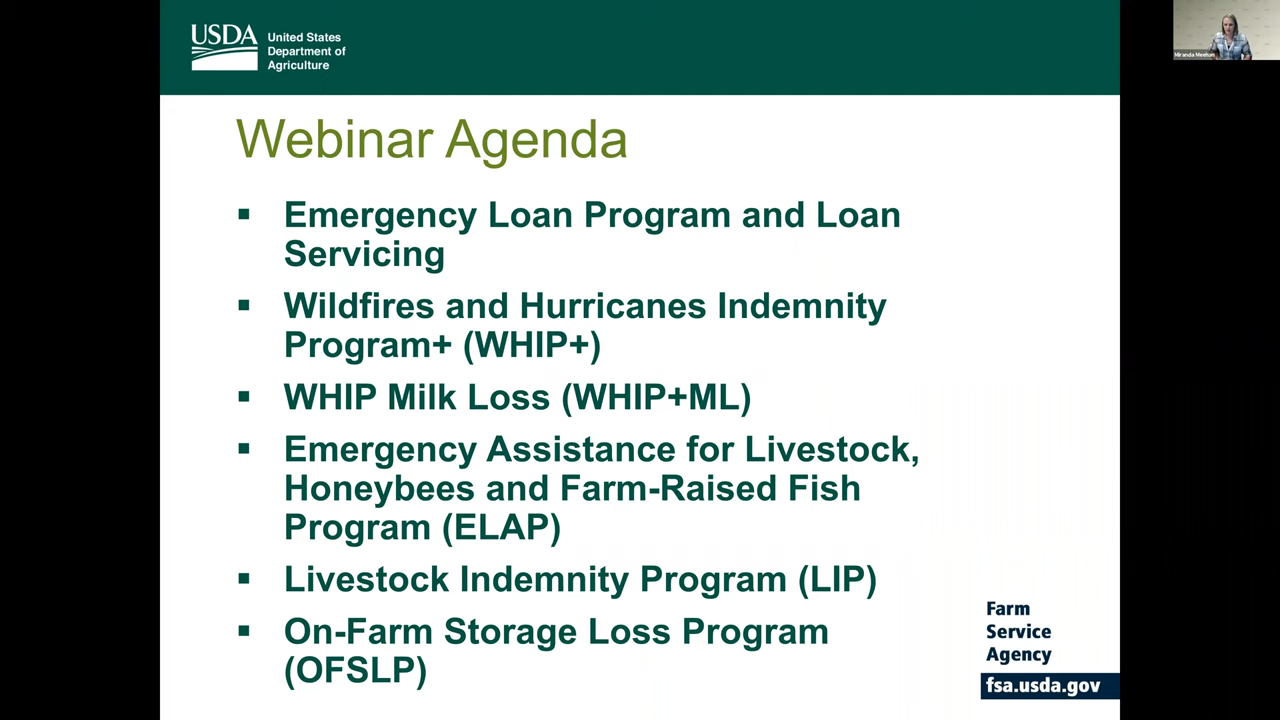 USDA
United States
Department of
Agriculture
Miranda Meehan
Webinar Agenda
▪ Emergency Loan Program and Loan
Servicing
▪ Wildfires and Hurricanes Indemnity
Program+ (WHIP+)
▪ WHIP Milk Loss (WHIP+ML)
▪ Emergency Assistance for Livestock,
Honeybees and Farm-Raised Fish
Program (ELAP)
▪ Livestock Indemnity Program (LIP)
▪ On-Farm Storage Loss Program
(OFSLP)
Farm
Service
Agency
fsa.usda.gov